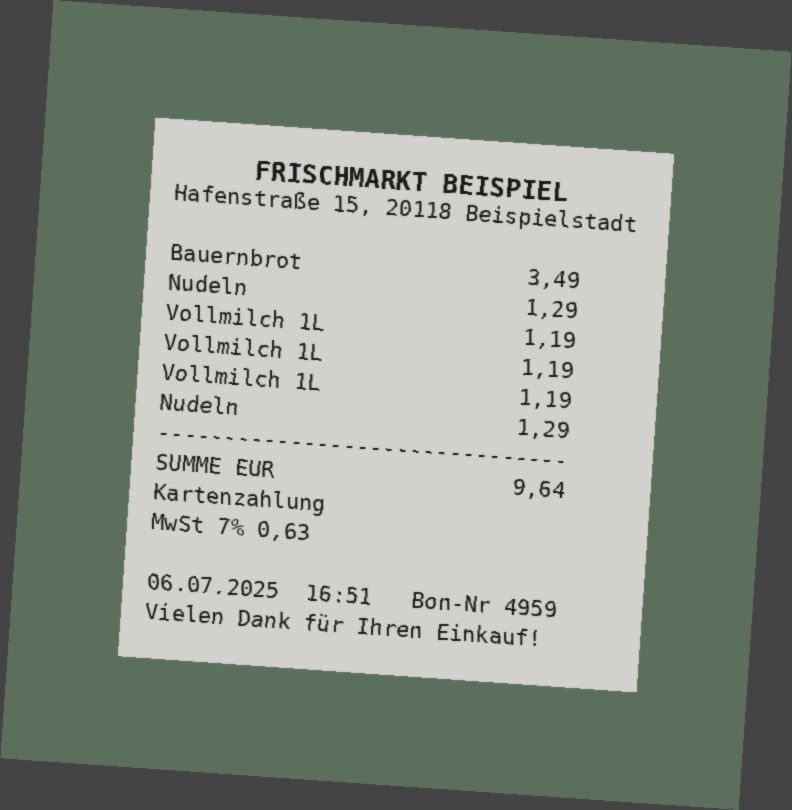 FRISCHMARKT BEISPIEL
Hafenstraße 15, 20118 Beispielstadt
Bauernbrot 3,49
Nudeln 1,29
Vollmilch 1L 1,19
Vollmilch 1L 1,19
Vollmilch 1L 1,19
Nudeln 1,29
--------------------------------
SUMME EUR 9,64
Kartenzahlung
MwSt 7% 0,63
06.07.2025 16:51 Bon-Nr 4959
Vielen Dank für Ihren Einkauf!